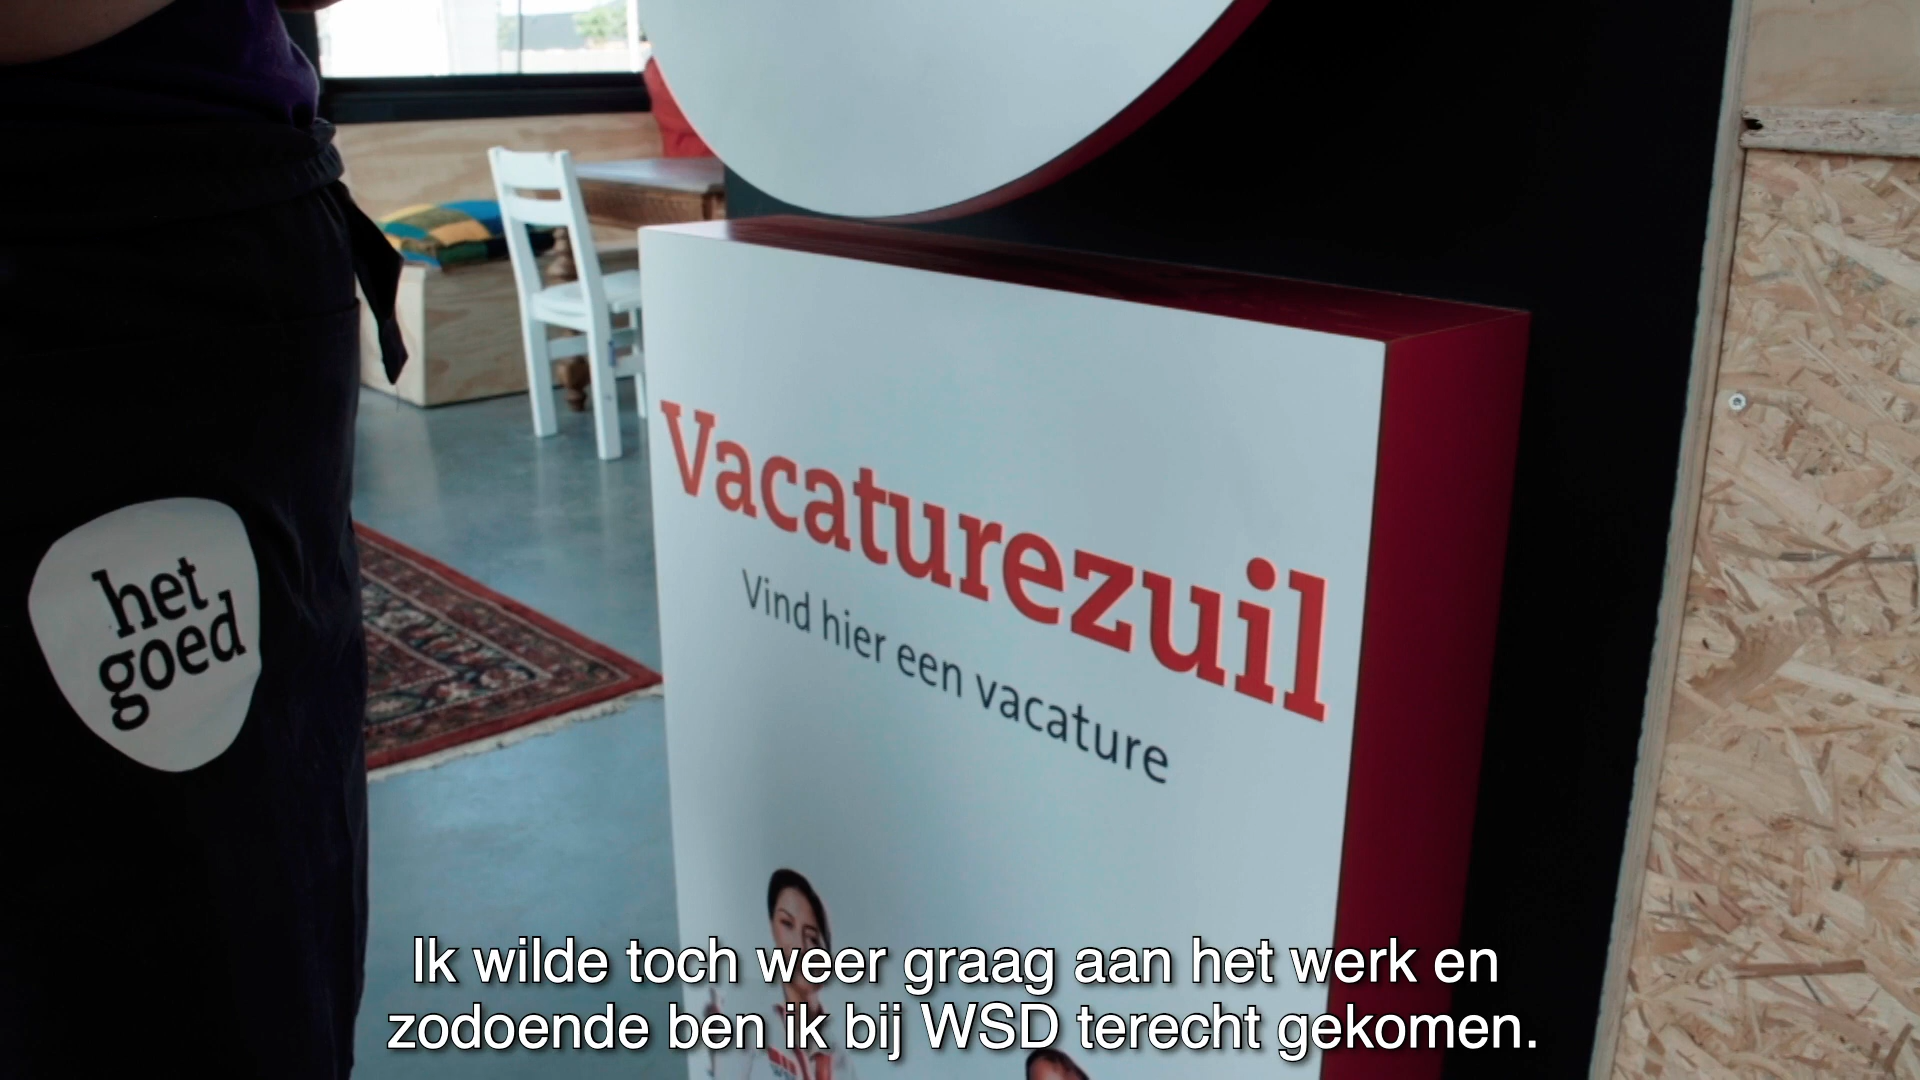 Vacaturezuil
Vind hier een vacature
het
goed
Ik wilde toch weer graag aan het werk en
zodoende ben ik bij WSD terecht gekomen.